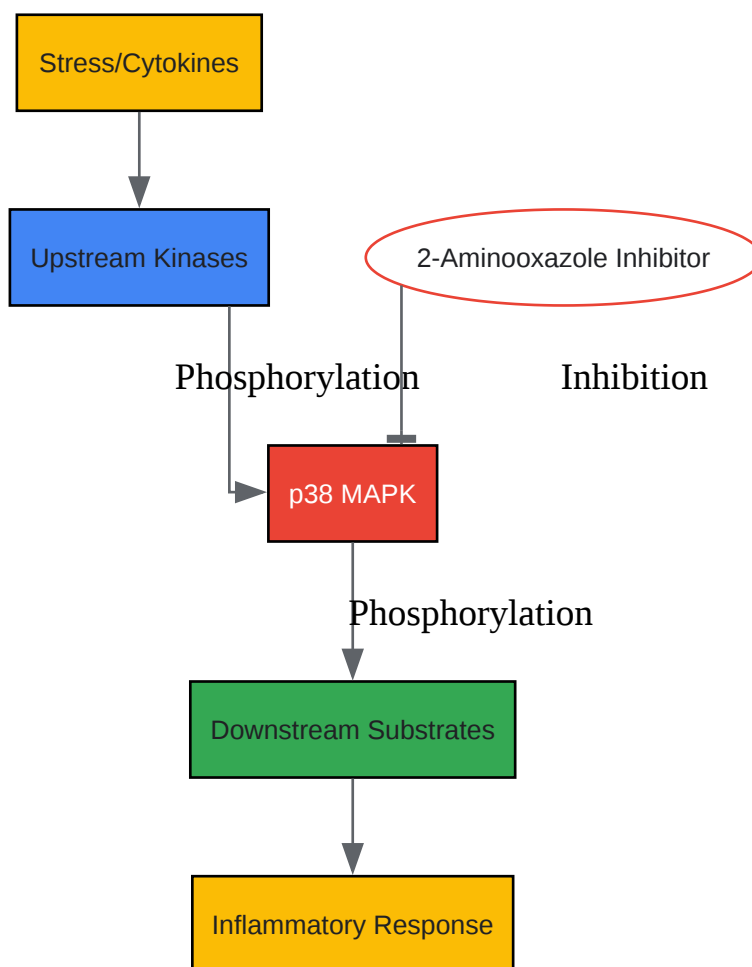 Stress/Cytokines
Upstream Kinases
2-Aminooxazole Inhibitor
Phosphorylation
Inhibition
p38 MAPK
Phosphorylation
Downstream Substrates
Inflammatory Response